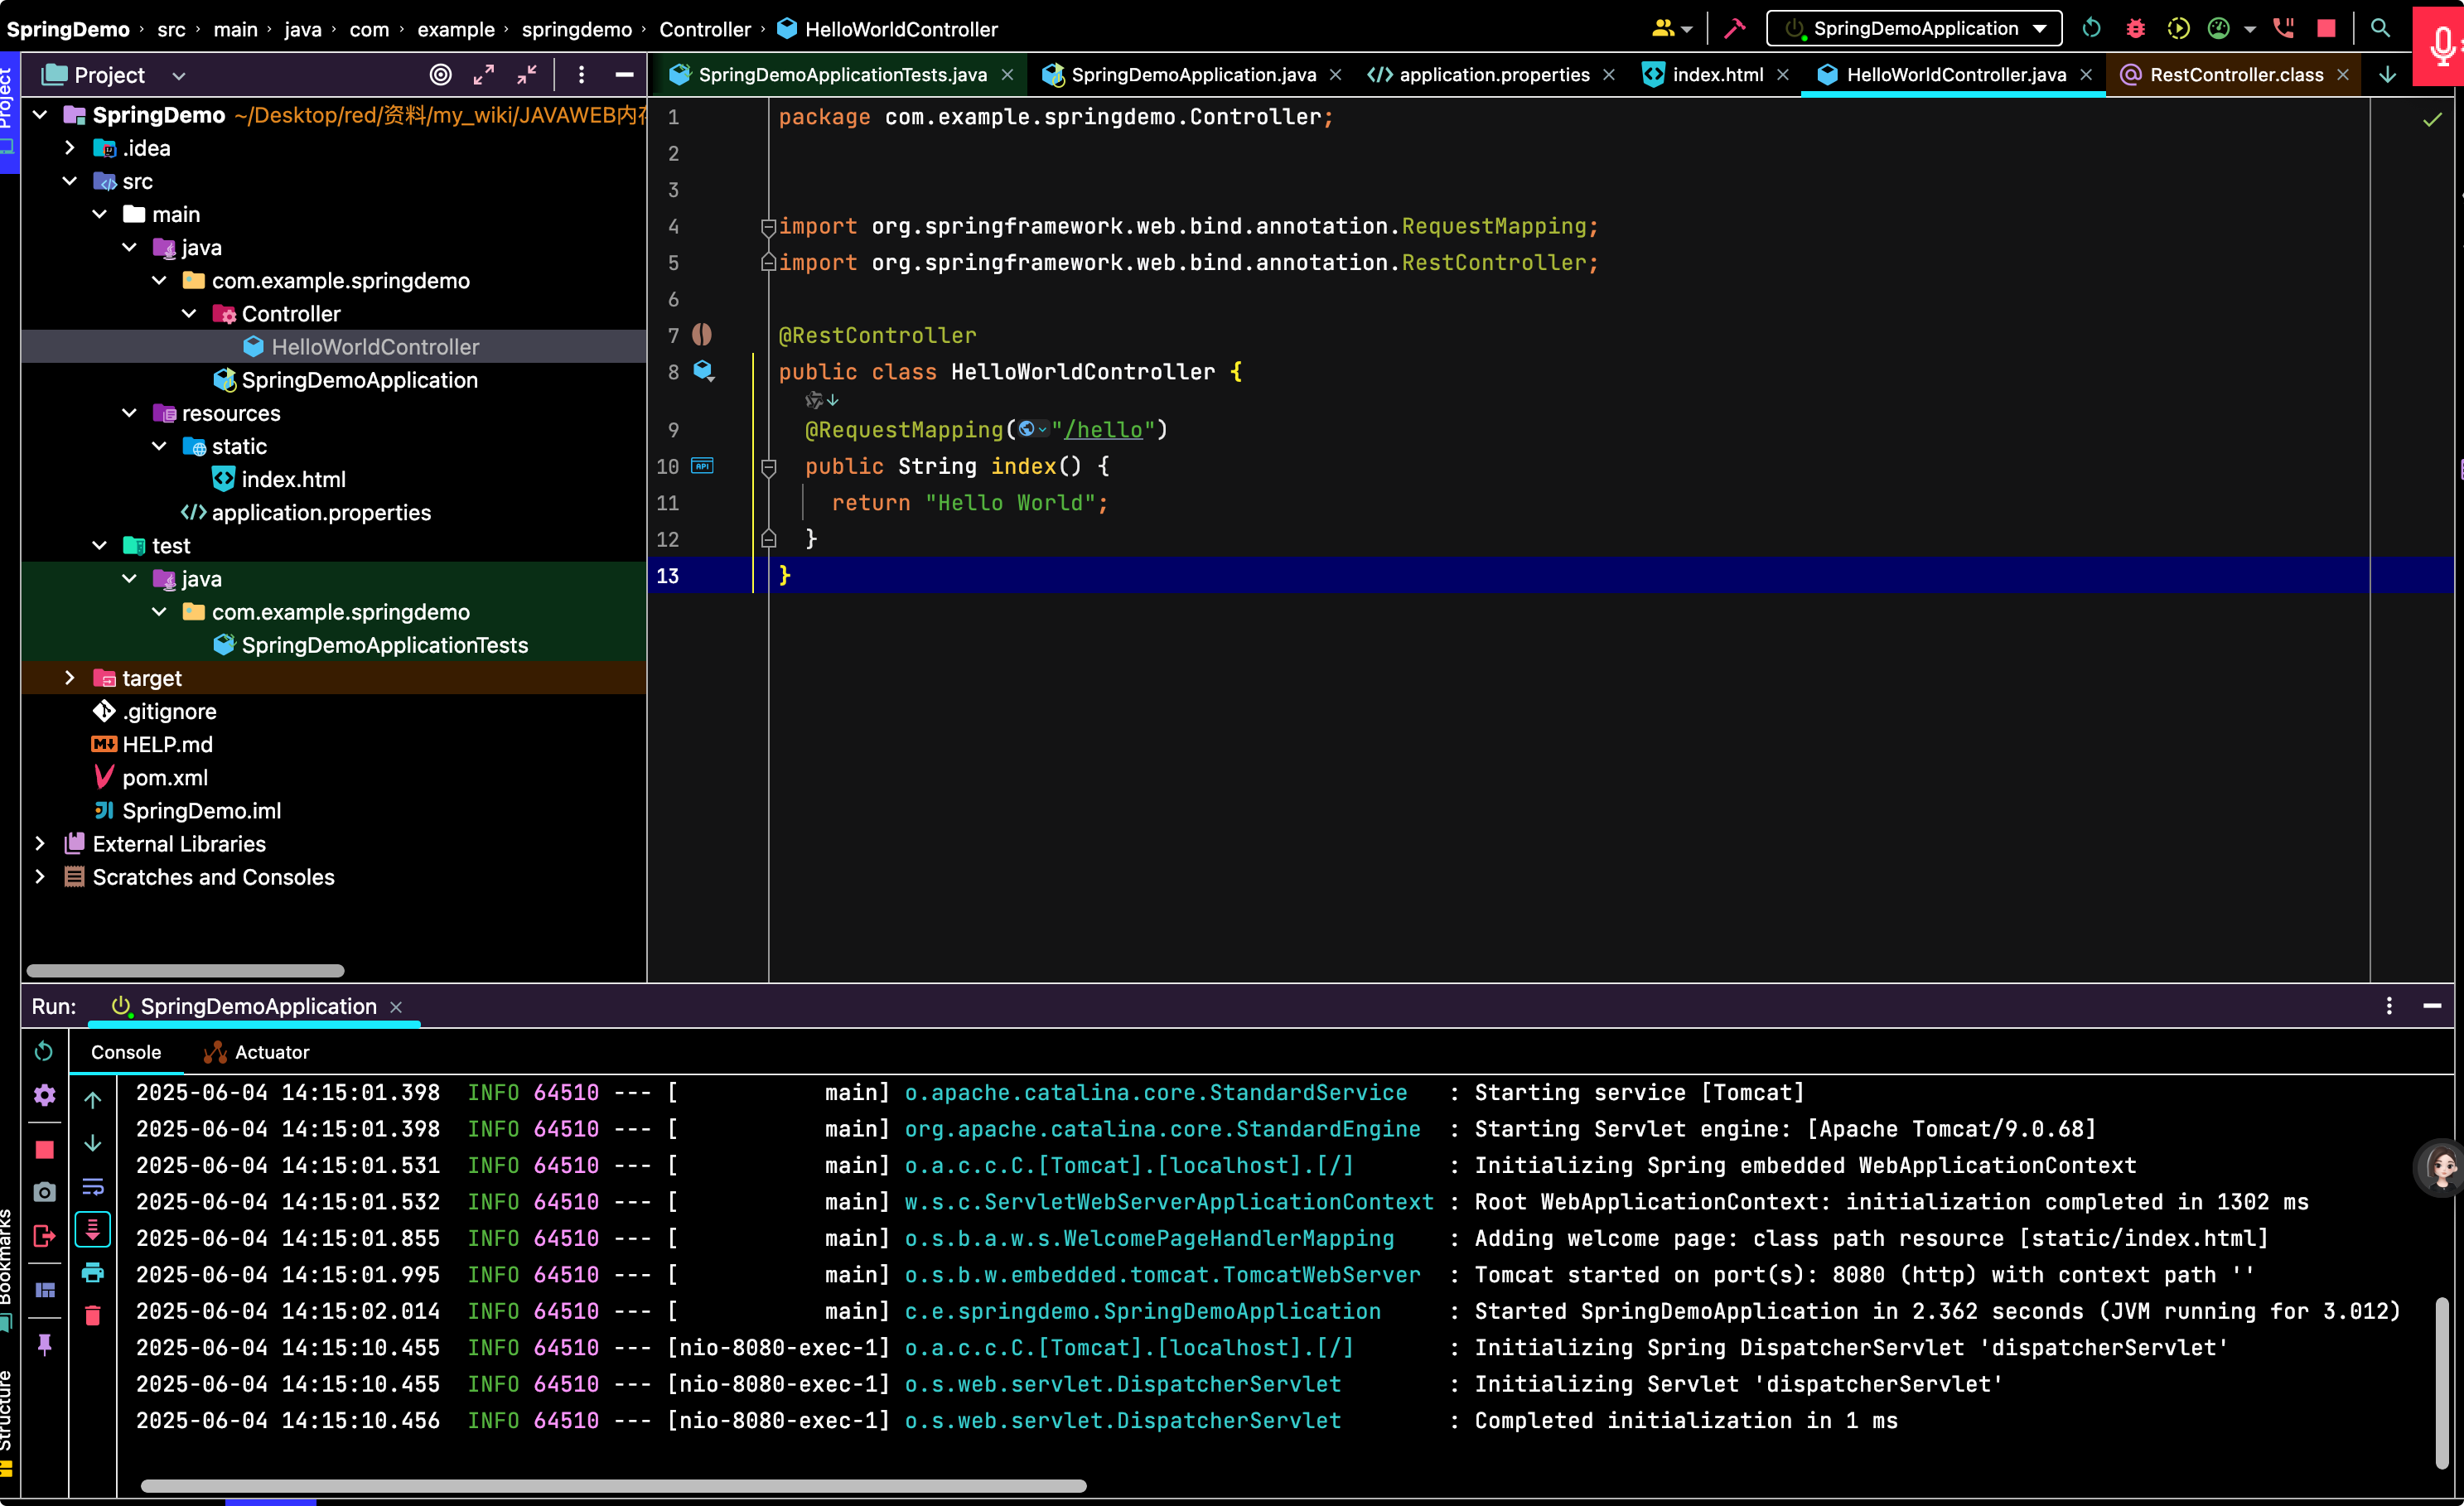 SpringDemo › src › main › java › com › example › springdemo › Controller › HelloWorldController
SpringDemoApplication
Project
Project
SpringDemoApplicationTests.java
SpringDemoApplication.java
application.properties
index.html
HelloWorldController.java
RestController.class
SpringDemo ~/Desktop/red/资料/my_wiki/JAVAWEB内
.idea
src
main
java
com.example.springdemo
Controller
HelloWorldController
SpringDemoApplication
resources
static
index.html
application.properties
test
java
com.example.springdemo
SpringDemoApplicationTests
target
.gitignore
HELP.md
pom.xml
SpringDemo.iml
External Libraries
Scratches and Consoles
1 package com.example.springdemo.Controller;
2
3
4 import org.springframework.web.bind.annotation.RequestMapping;
5 import org.springframework.web.bind.annotation.RestController;
6
7 @RestController
8 public class HelloWorldController {
9 @RequestMapping("/hello")
10 public String index() {
11 return "Hello World";
12 }
13 }
Run: SpringDemoApplication
Console
Actuator
2025-06-04 14:15:01.398 INFO 64510 --- [ main] o.apache.catalina.core.StandardService : Starting service [Tomcat]
2025-06-04 14:15:01.398 INFO 64510 --- [ main] org.apache.catalina.core.StandardEngine : Starting Servlet engine: [Apache Tomcat/9.0.68]
2025-06-04 14:15:01.531 INFO 64510 --- [ main] o.a.c.c.C.[Tomcat].[localhost].[/] : Initializing Spring embedded WebApplicationContext
2025-06-04 14:15:01.532 INFO 64510 --- [ main] w.s.c.ServletWebServerApplicationContext : Root WebApplicationContext: initialization completed in 1302 ms
2025-06-04 14:15:01.855 INFO 64510 --- [ main] o.s.b.a.w.s.WelcomePageHandlerMapping : Adding welcome page: class path resource [static/index.html]
2025-06-04 14:15:01.995 INFO 64510 --- [ main] o.s.b.w.embedded.tomcat.TomcatWebServer : Tomcat started on port(s): 8080 (http) with context path ''
2025-06-04 14:15:02.014 INFO 64510 --- [ main] c.e.springdemo.SpringDemoApplication : Started SpringDemoApplication in 2.362 seconds (JVM running for 3.012)
2025-06-04 14:15:10.455 INFO 64510 --- [nio-8080-exec-1] o.a.c.c.C.[Tomcat].[localhost].[/] : Initializing Spring DispatcherServlet 'dispatcherServlet'
2025-06-04 14:15:10.455 INFO 64510 --- [nio-8080-exec-1] o.s.web.servlet.DispatcherServlet : Initializing Servlet 'dispatcherServlet'
2025-06-04 14:15:10.456 INFO 64510 --- [nio-8080-exec-1] o.s.web.servlet.DispatcherServlet : Completed initialization in 1 ms
Bookmarks
Structure